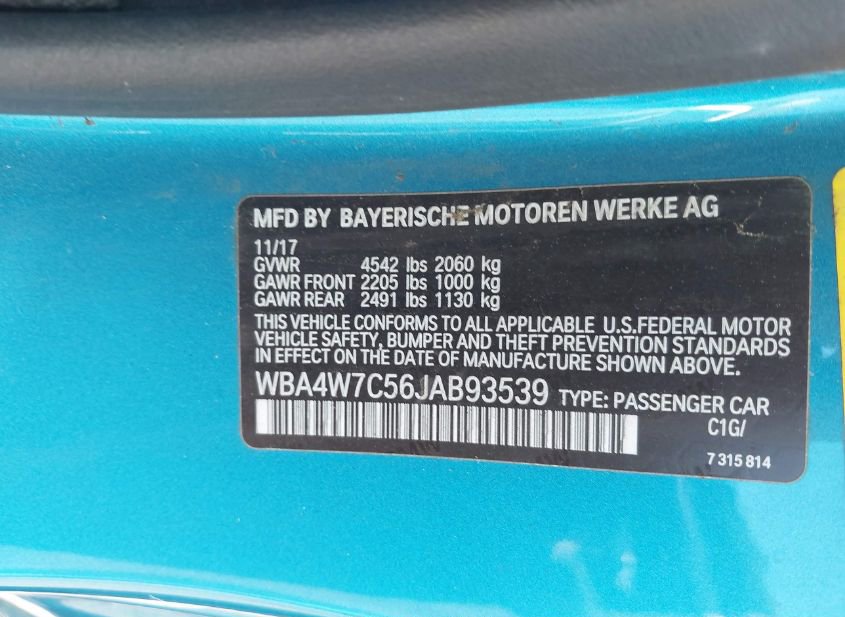 MFD BY BAYERISCHE MOTOREN WERKE AG
11/17
GVWR 4542 lbs 2060 kg
GAWR FRONT 2205 lbs 1000 kg
GAWR REAR 2491 lbs 1130 kg
THIS VEHICLE CONFORMS TO ALL APPLICABLE U.S.FEDERAL MOTOR
VEHICLE SAFETY, BUMPER AND THEFT PREVENTION STANDARDS
IN EFFECT ON THE DATE OF MANUFACTURE SHOWN ABOVE.
WBA4W7C56JAB93539 TYPE: PASSENGER CAR
C1G/
7 315 814